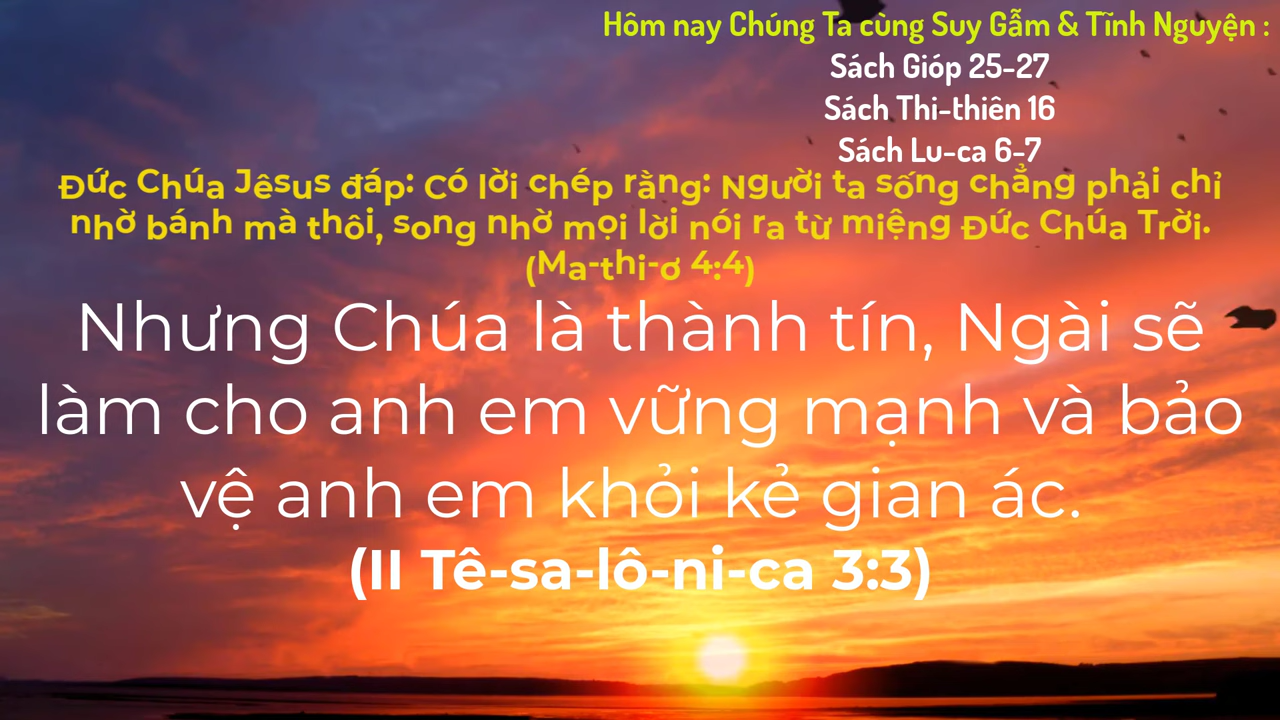 Hôm nay Chúng Ta cùng Suy Gẫm & Tĩnh Nguyện :
Sách Gióp 25-27
Sách Thi-thiên 16
Sách Lu-ca 6-7
Đức Chúa Jêsus đáp: Có lời chép rằng: Người ta sống chẳng phải chỉ
nhờ bánh mà thôi, song nhờ mọi lời nói ra từ miệng Đức Chúa Trời.
(Ma-thi-ơ 4:4)
Nhưng Chúa là thành tín, Ngài sẽ
làm cho anh em vững mạnh và bảo
vệ anh em khỏi kẻ gian ác.
(II Tê-sa-lô-ni-ca 3:3)